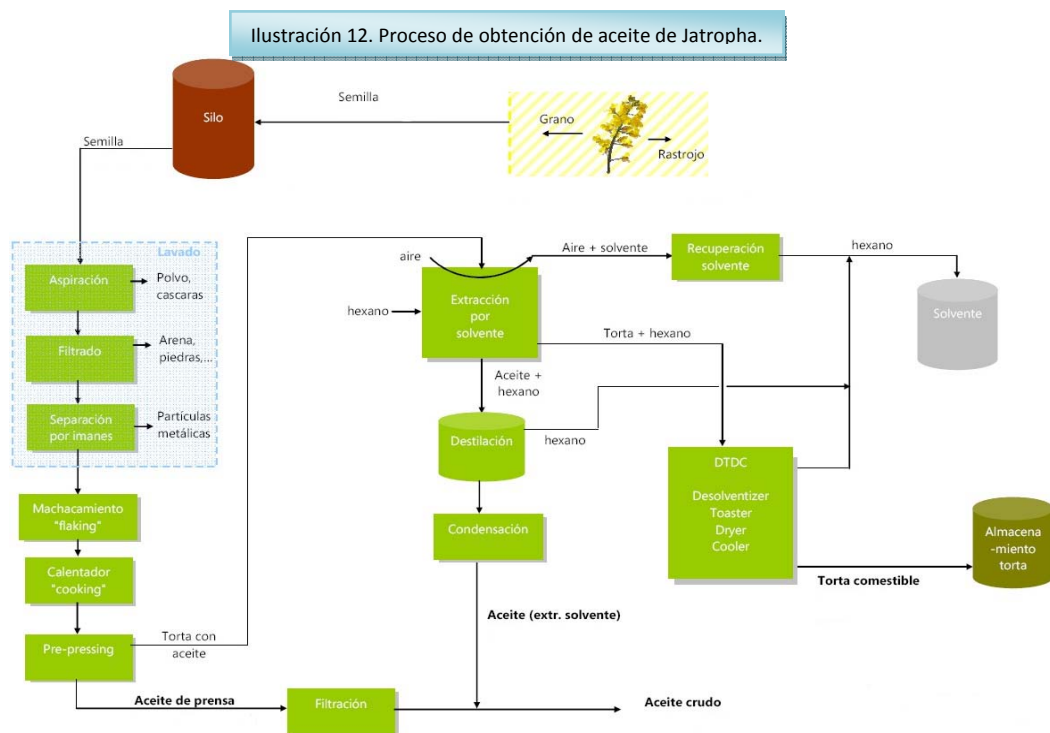 Ilustración 12. Proceso de obtención de aceite de Jatropha.
Silo
Semilla
Grano
Rastrojo
Semilla
Lavado
Aspiración
Polvo,
cascaras
Filtrado
Arena,
piedras,...
Separación
por imanes
Partículas
metálicas
Machacamiento
"flaking"
Calentador
"cooking"
Pre-pressing
Torta con
aceite
Aceite de prensa
Filtración
Aceite crudo
aire
hexano
Extracción
por
solvente
Aire + solvente
Recuperación
solvente
hexano
Solvente
Torta + hexano
Aceite +
hexano
Destilación
hexano
Condensación
Aceite (extr. solvente)
DTDC
Desolventizer
Toaster
Dryer
Cooler
Torta comestible
Almacena
-miento
torta